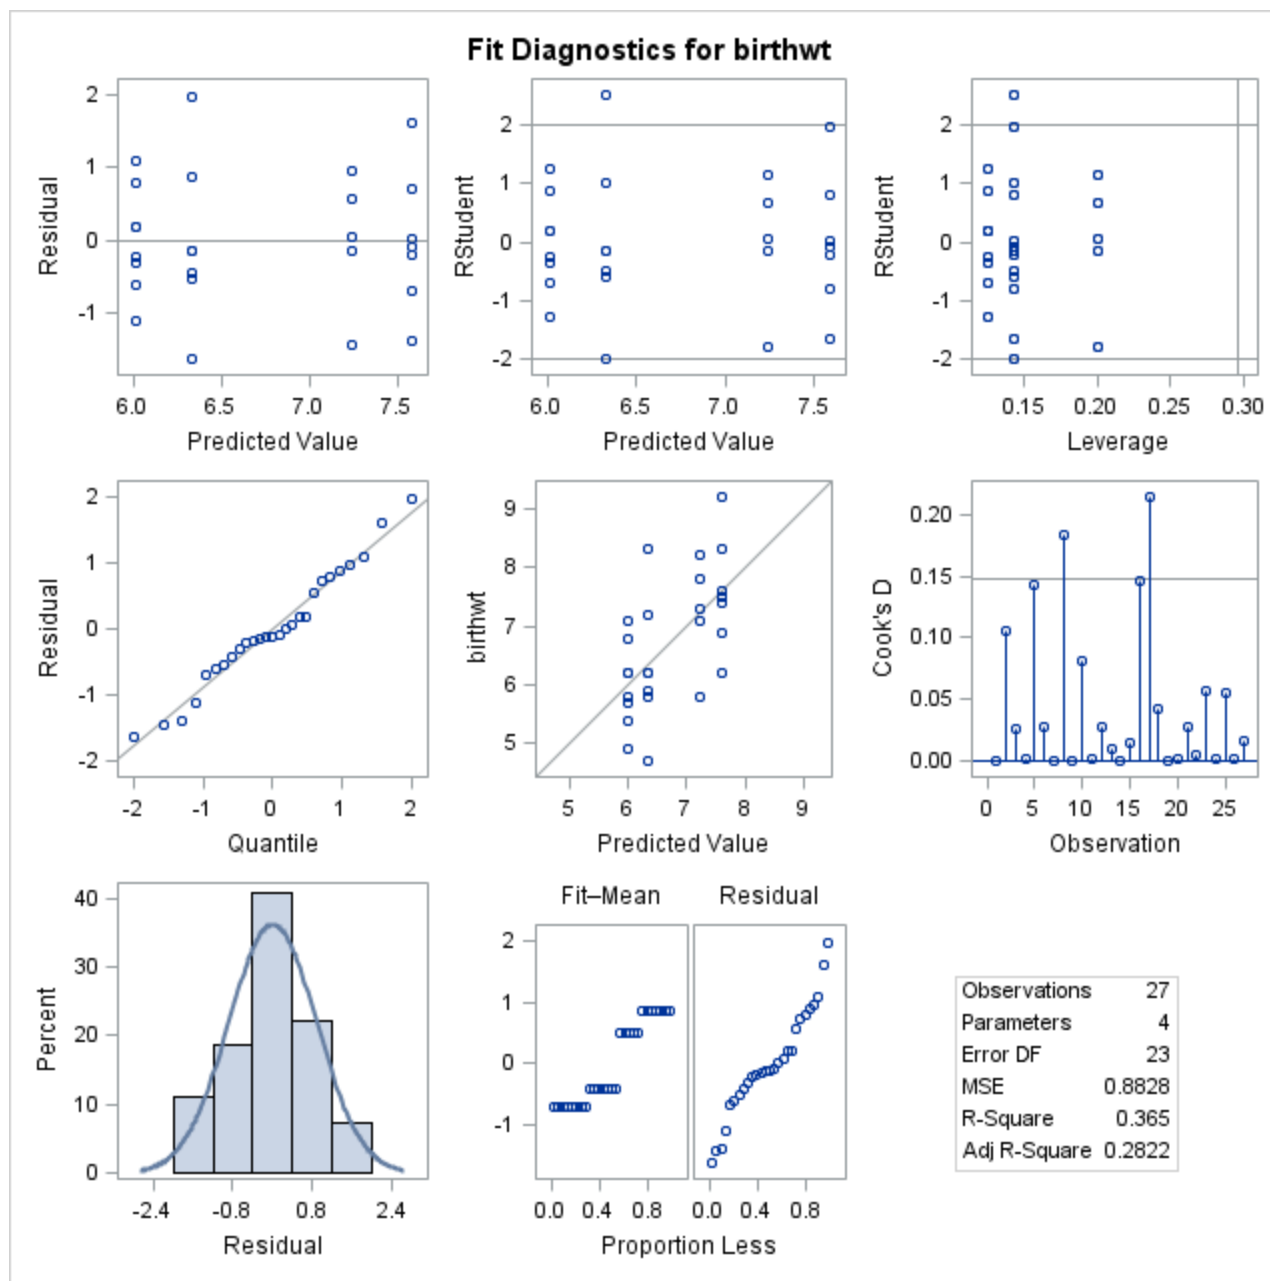 Fit Diagnostics for birthwt
2
1
0
-1
Residual
6.0 6.5 7.0 7.5
Predicted Value
2
1
0
-1
-2
RStudent
6.0 6.5 7.0 7.5
Predicted Value
2
1
0
-1
-2
RStudent
0.15 0.20 0.25 0.30
Leverage
2
1
0
-1
-2
Residual
-2 -1 0 1 2
Quantile
9
8
7
6
5
birthwt
5 6 7 8 9
Predicted Value
0.20
0.15
0.10
0.05
0.00
Cook's D
0 5 10 15 20 25
Observation
40
30
20
10
0
Percent
-2.4 -0.8 0.8 2.4
Residual
Fit–Mean Residual
2
1
0
-1
0.0 0.4 0.8 0.0 0.4 0.8
Proportion Less
Observations 27
Parameters 4
Error DF 23
MSE 0.8828
R-Square 0.365
Adj R-Square 0.2822